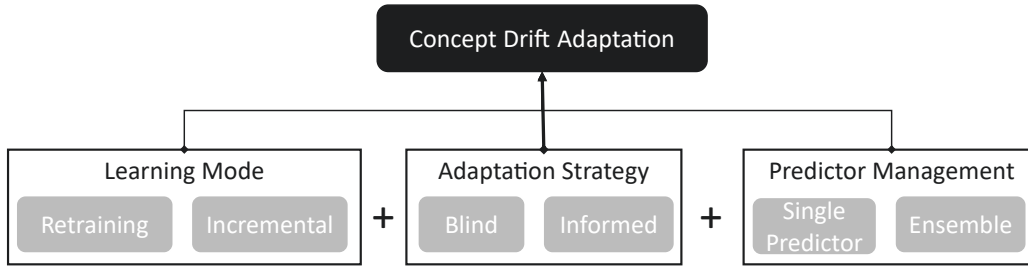 Concept Drift Adaptation
Learning Mode
Retraining
Incremental
+
Adaptation Strategy
Blind
Informed
+
Predictor Management
Single
Predictor
Ensemble